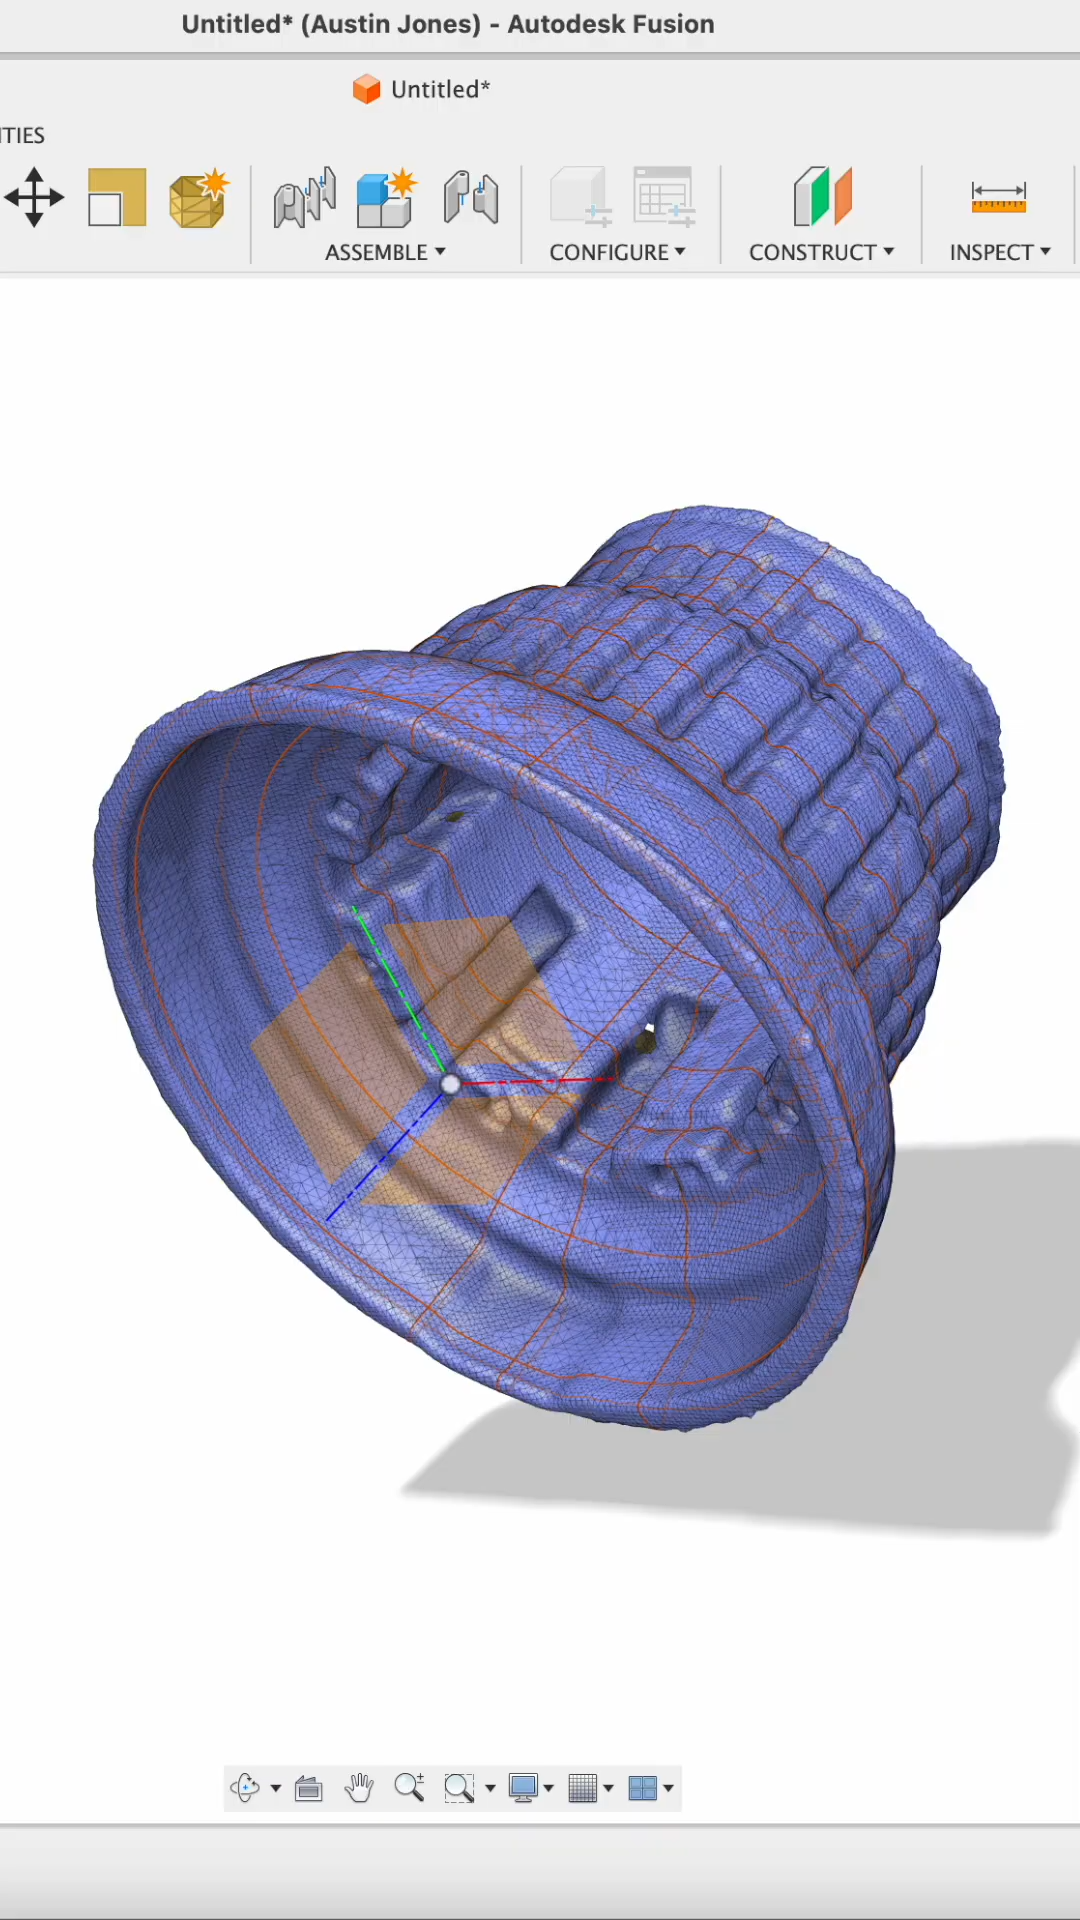 Untitled* (Austin Jones) - Autodesk Fusion
Untitled*
TIES
ASSEMBLE
CONFIGURE
CONSTRUCT
INSPECT